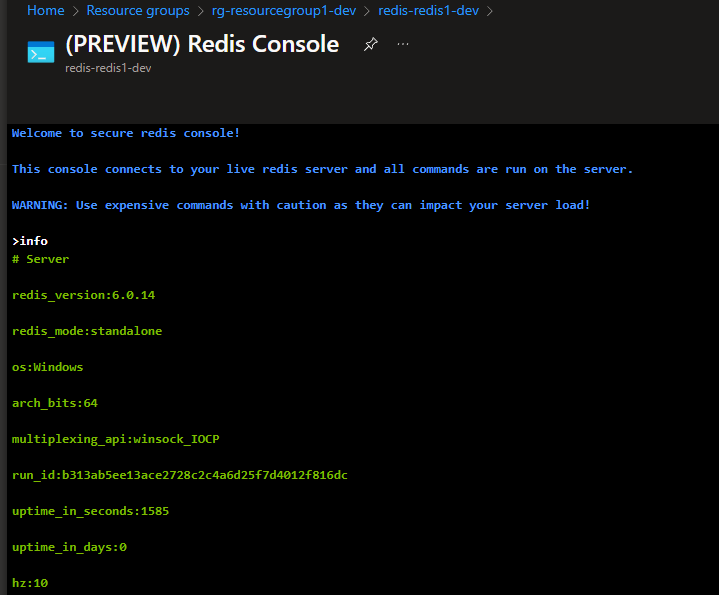 Home > Resource groups > rg-resourcegroup1-dev > redis-redis1-dev >
(PREVIEW) Redis Console ...
redis-redis1-dev
Welcome to secure redis console!
This console connects to your live redis server and all commands are run on the server.
WARNING: Use expensive commands with caution as they can impact your server load!
>info
# Server
redis_version:6.0.14
redis_mode:standalone
os:Windows
arch_bits:64
multiplexing_api:winsock_IOCP
run_id:b313ab5ee13ace2728c2c4a6d25f7d4012f816dc
uptime_in_seconds:1585
uptime_in_days:0
hz:10